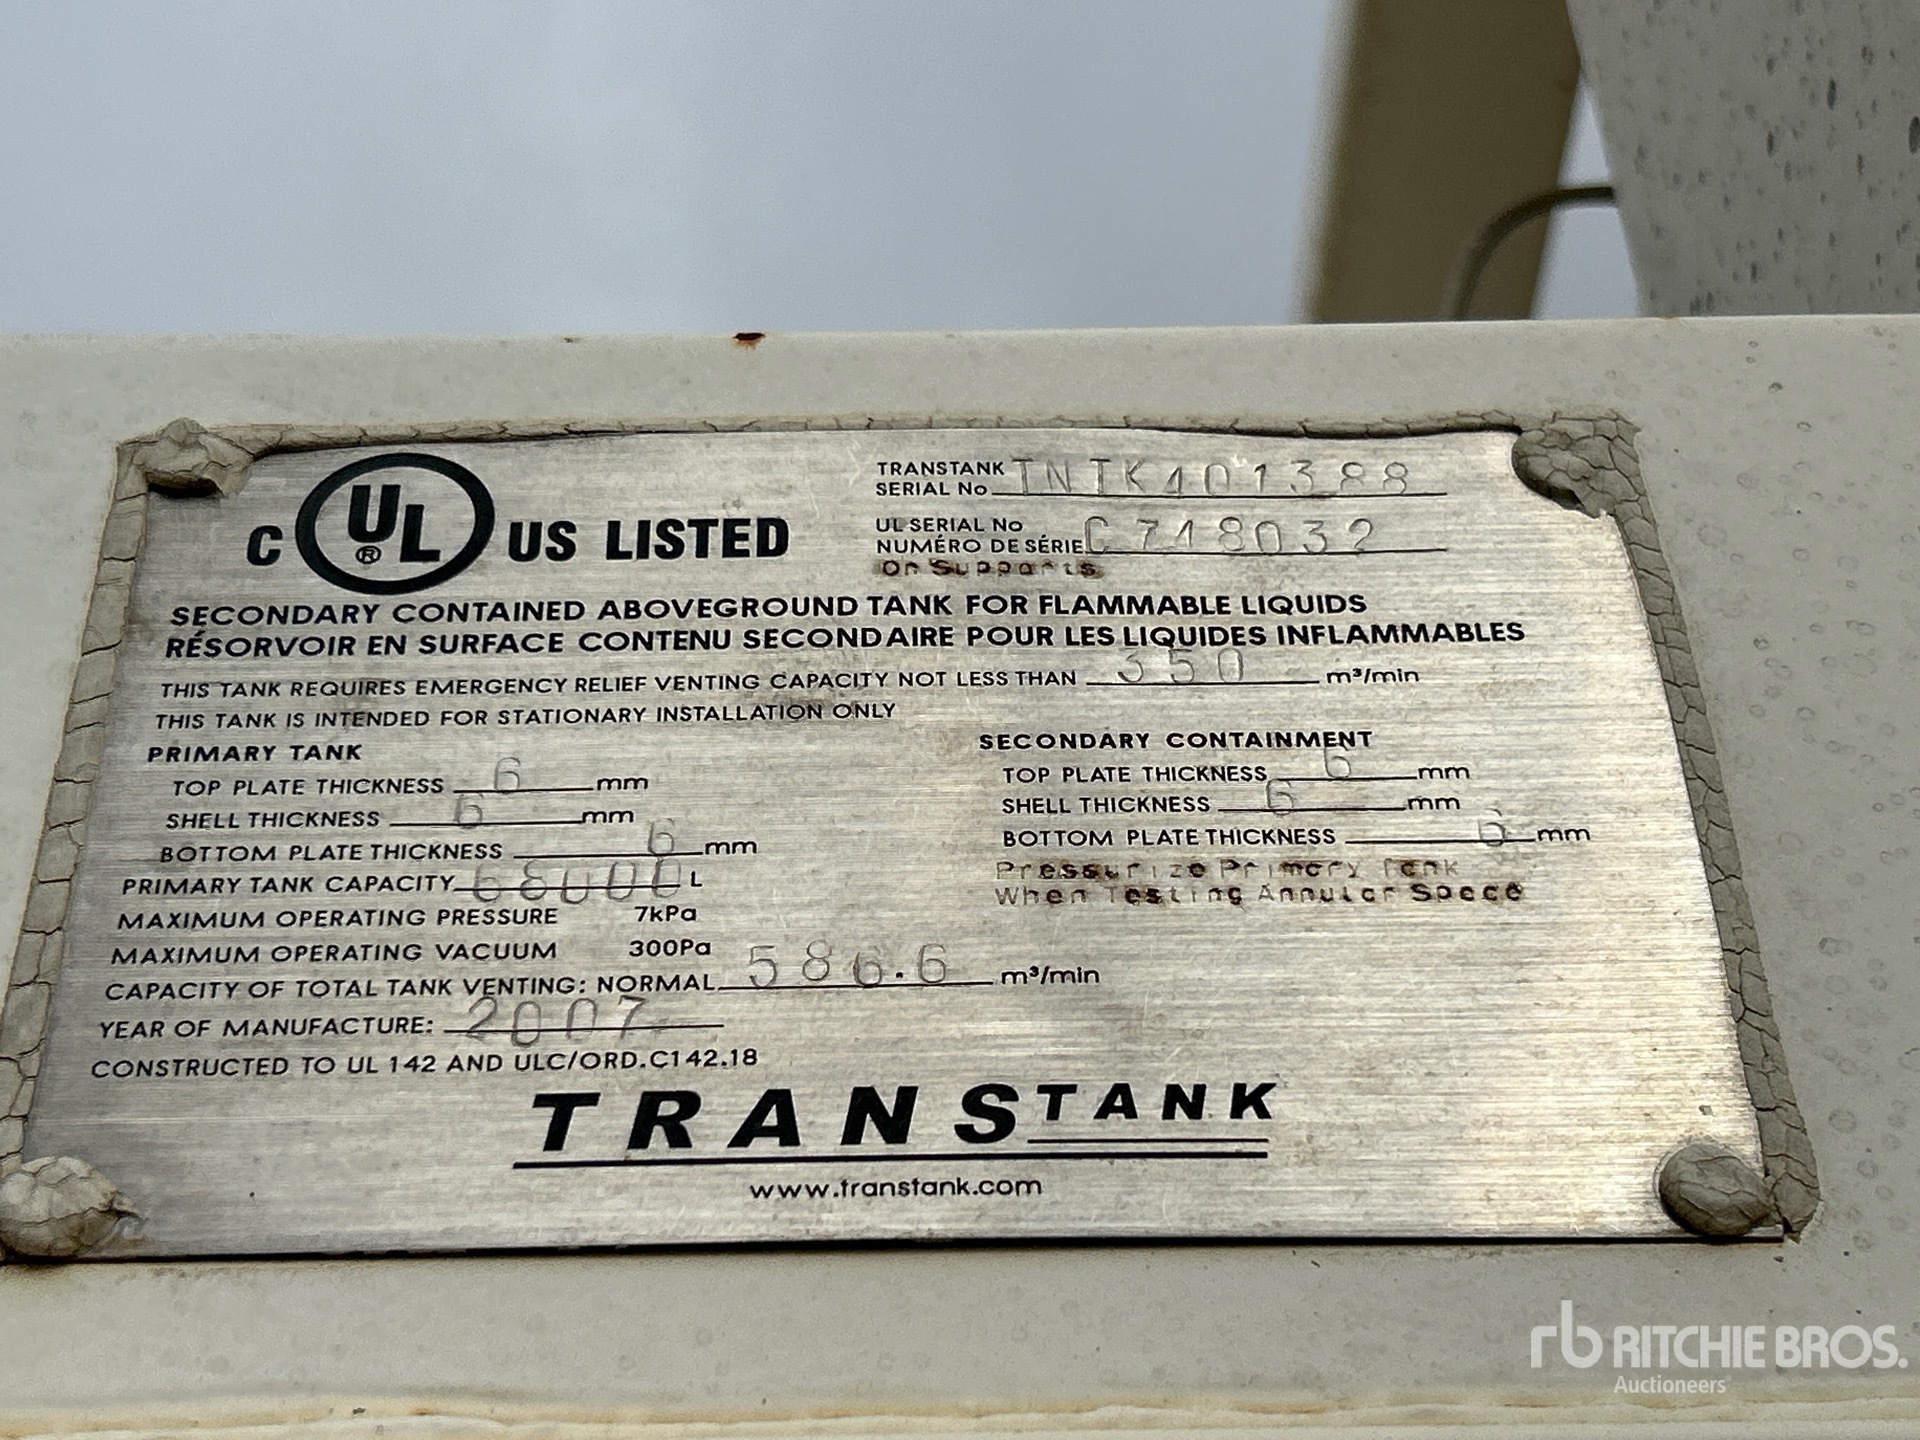 C UL® US LISTED
TRANSTANK SERIAL No TNTK401388
UL SERIAL No
NUMÉRO DE SÉRIE C748032
On Supports
SECONDARY CONTAINED ABOVEGROUND TANK FOR FLAMMABLE LIQUIDS
RÉSORVOIR EN SURFACE CONTENU SECONDAIRE POUR LES LIQUIDES INFLAMMABLES
THIS TANK REQUIRES EMERGENCY RELIEF VENTING CAPACITY NOT LESS THAN 350 m³/min
THIS TANK IS INTENDED FOR STATIONARY INSTALLATION ONLY
PRIMARY TANK
TOP PLATE THICKNESS 6 mm
SHELL THICKNESS 6 mm
BOTTOM PLATE THICKNESS 6 mm
PRIMARY TANK CAPACITY L
MAXIMUM OPERATING PRESSURE 7kPa
MAXIMUM OPERATING VACUUM 300Pa
CAPACITY OF TOTAL TANK VENTING: NORMAL 586.6 m³/min
YEAR OF MANUFACTURE: 2007
CONSTRUCTED TO UL 142 AND ULC/ORD.C142.18
SECONDARY CONTAINMENT
TOP PLATE THICKNESS 6 mm
SHELL THICKNESS 6 mm
BOTTOM PLATE THICKNESS 6 mm
Pressurize Primary Tank
When Testing Annular Space
TRANSTANK
www.transtank.com
rb RITCHIE BROS.
Auctioneers